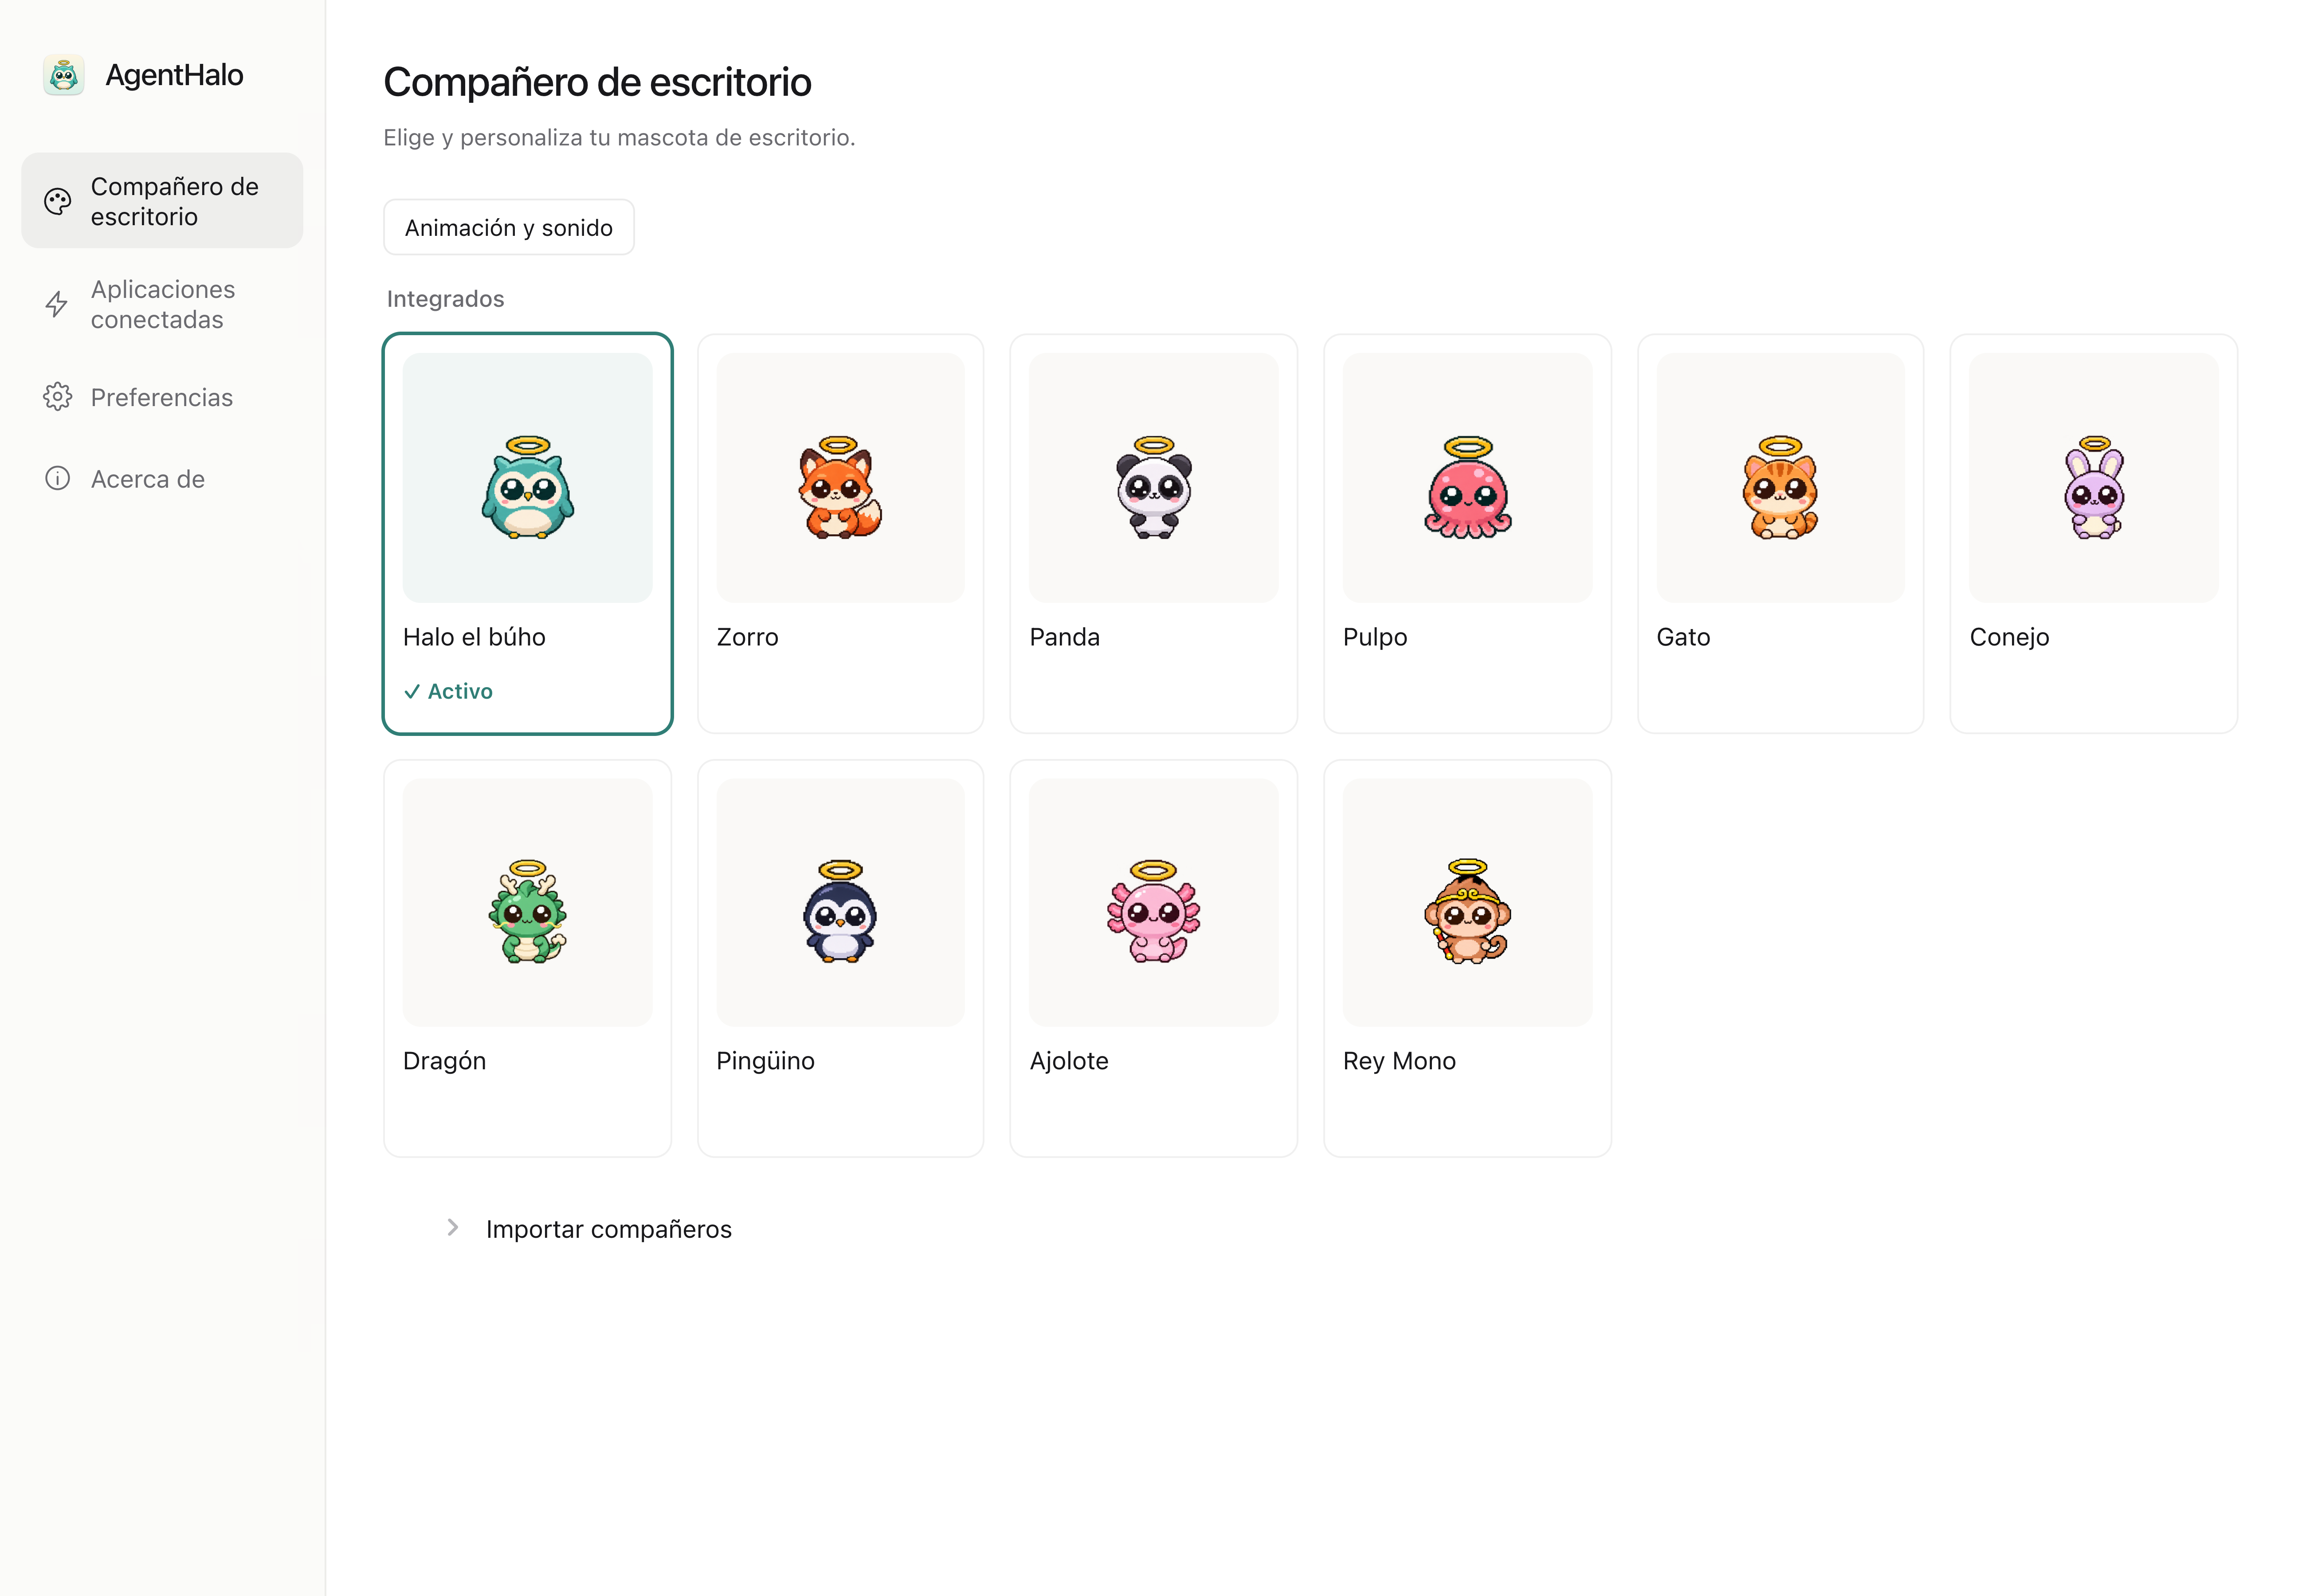 AgentHalo
Compañero de
escritorio
Aplicaciones
conectadas
Preferencias
Acerca de
Compañero de escritorio
Elige y personaliza tu mascota de escritorio.
Animación y sonido
Integrados
Halo el búho
Activo
Zorro
Panda
Pulpo
Gato
Conejo
Dragón
Pingüino
Ajolote
Rey Mono
Importar compañeros